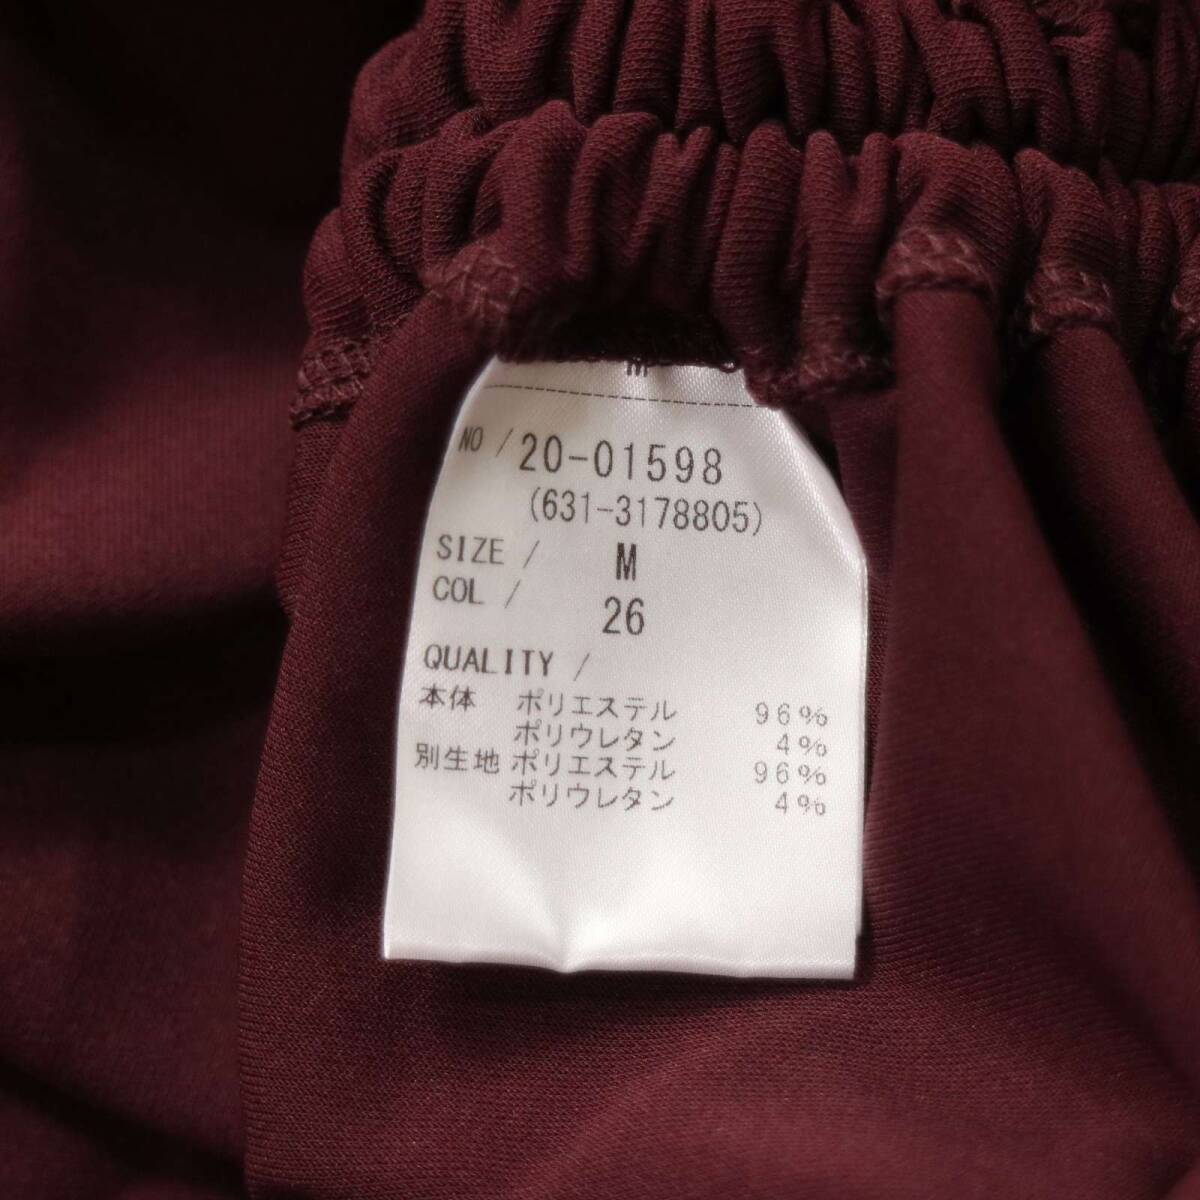 M
NO / 20-01598
(631-3178805)
SIZE / M
COL / 26
QUALITY /
本体 ポリエステル 96%
ポリウレタン 4%
別生地 ポリエステル 96%
ポリウレタン 4%